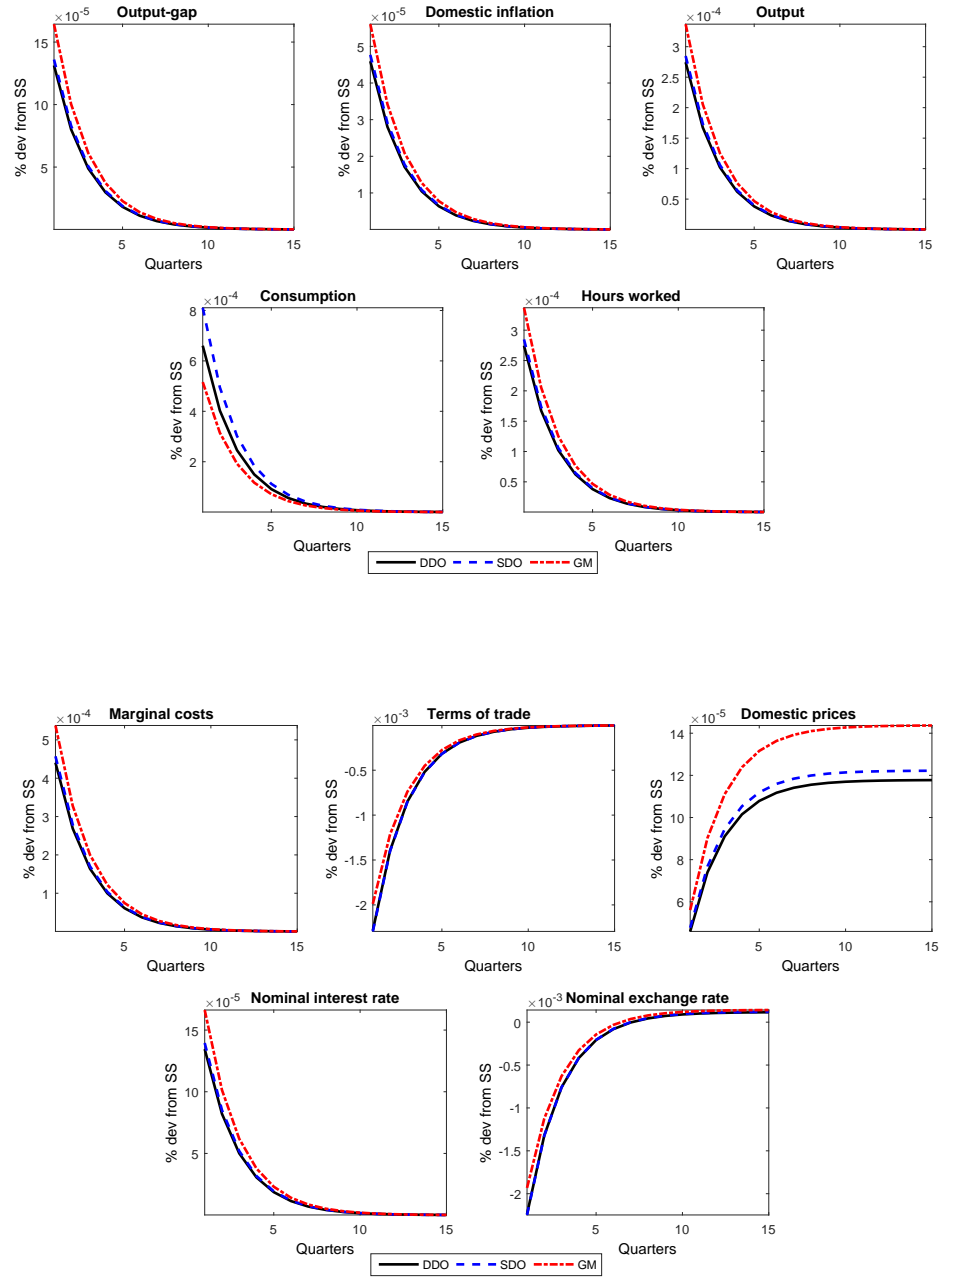 Output-gap
Domestic inflation
Output
×10-5
×10-5
×10-4
% dev from SS
15
10
5
% dev from SS
5
4
3
2
1
% dev from SS
3
2.5
2
1.5
1
0.5
5 10 15
5 10 15
5 10 15
Quarters
Quarters
Quarters
Consumption
Hours worked
×10-4
×10-4
% dev from SS
8
6
4
2
% dev from SS
3
2.5
2
1.5
1
0.5
5 10 15
5 10 15
Quarters
Quarters
DDO SDO GM
Marginal costs
Terms of trade
Domestic prices
×10-4
×10-3
×10-5
% dev from SS
5
4
3
2
1
% dev from SS
-0.5
-1
-1.5
-2
% dev from SS
14
12
10
8
6
5 10 15
5 10 15
5 10 15
Quarters
Quarters
Quarters
Nominal interest rate
Nominal exchange rate
×10-5
×10-3
% dev from SS
15
10
5
% dev from SS
0
-0.5
-1
-1.5
-2
5 10 15
5 10 15
Quarters
Quarters
DDO SDO GM